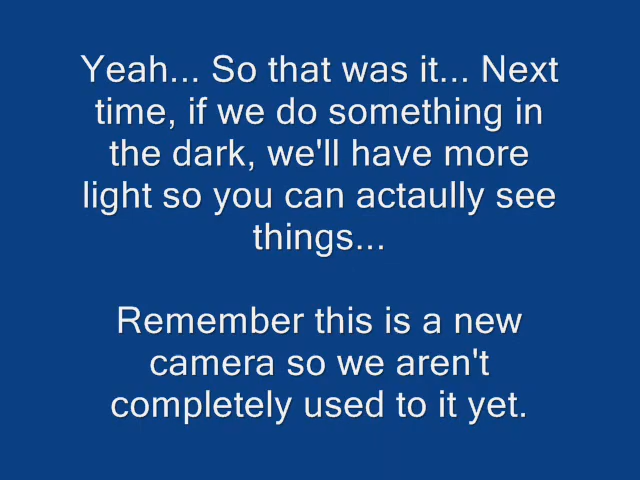 Yeah... So that was it... Next
time, if we do something in
the dark, we'll have more
light so you can actaully see
things...
Remember this is a new
camera so we aren't
completely used to it yet.